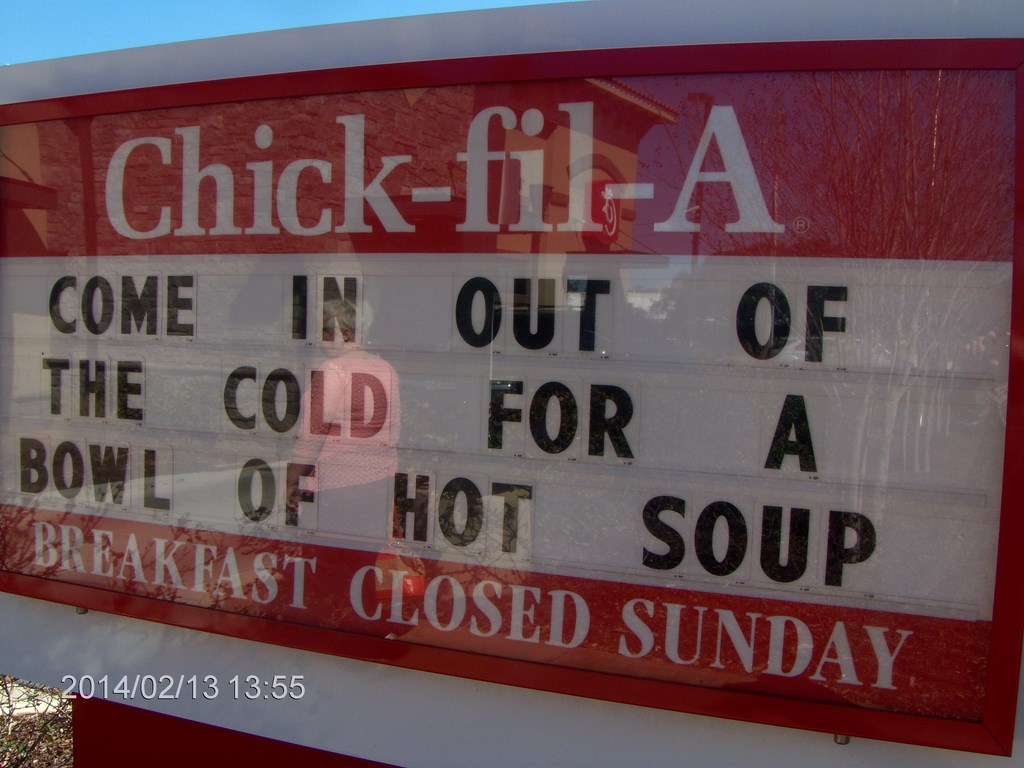 Chick-fil-A®
COME IN OUT OF
THE COLD FOR A
BOWL OF HOT SOUP
BREAKFAST CLOSED SUNDAY
2014/02/13 13:55